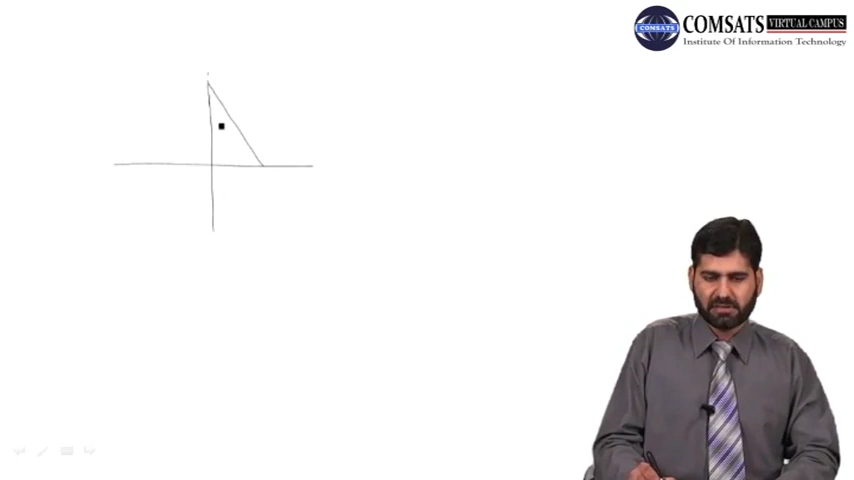 COMSATS VIRTUAL CAMPUS
Institute Of Information Technology
COMSATS